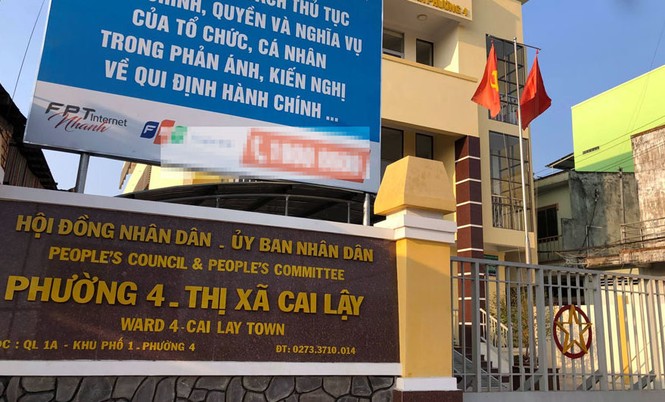 CHÍNH, QUYỀN VÀ NGHĨA VỤ
CỦA TỔ CHỨC, CÁ NHÂN
TRONG PHẢN ÁNH, KIẾN NGHỊ
VỀ QUI ĐỊNH HÀNH CHÍNH ...
FPT Internet
Nhanh
HỘI ĐỒNG NHÂN DÂN - ỦY BAN NHÂN DÂN
PEOPLE'S COUNCIL & PEOPLE'S COMMITTEE
PHƯỜNG 4 - THỊ XÃ CAI LẬY
WARD 4 - CAI LAY TOWN
QL 1A - KHU PHỐ 1 - PHƯỜNG 4 ĐT: 0273.3710.014